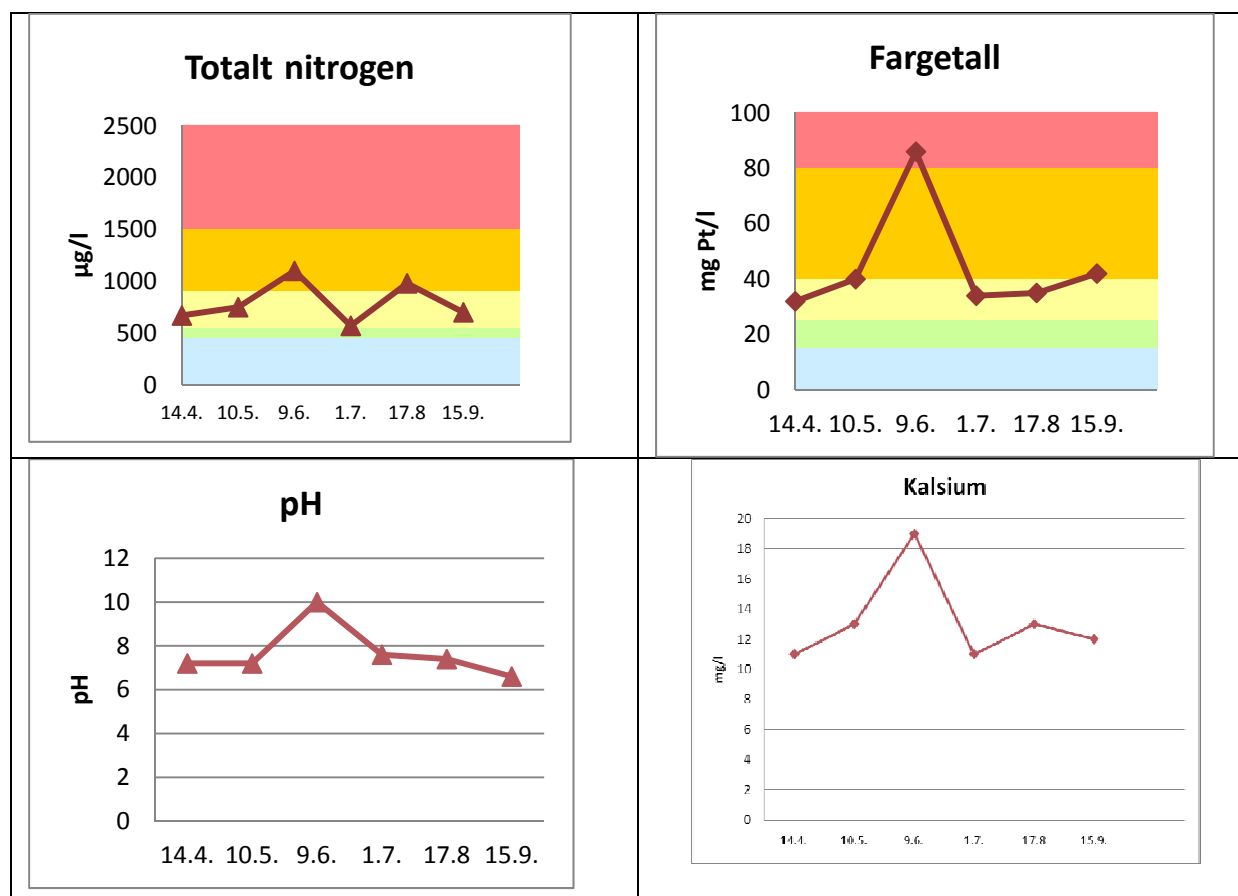 Totalt nitrogen
2500
2000
1500
1000
500
0
µg/l
14.4. 10.5. 9.6. 1.7. 17.8 15.9.
Fargetall
100
80
60
40
20
0
mg Pt/l
14.4. 10.5. 9.6. 1.7. 17.8 15.9.
pH
12
10
8
6
4
2
0
pH
14.4. 10.5. 9.6. 1.7. 17.8 15.9.
Kalsium
20
18
16
14
12
10
8
6
4
2
0
mg/l
14.4. 10.5. 9.6. 1.7. 17.8 15.9.